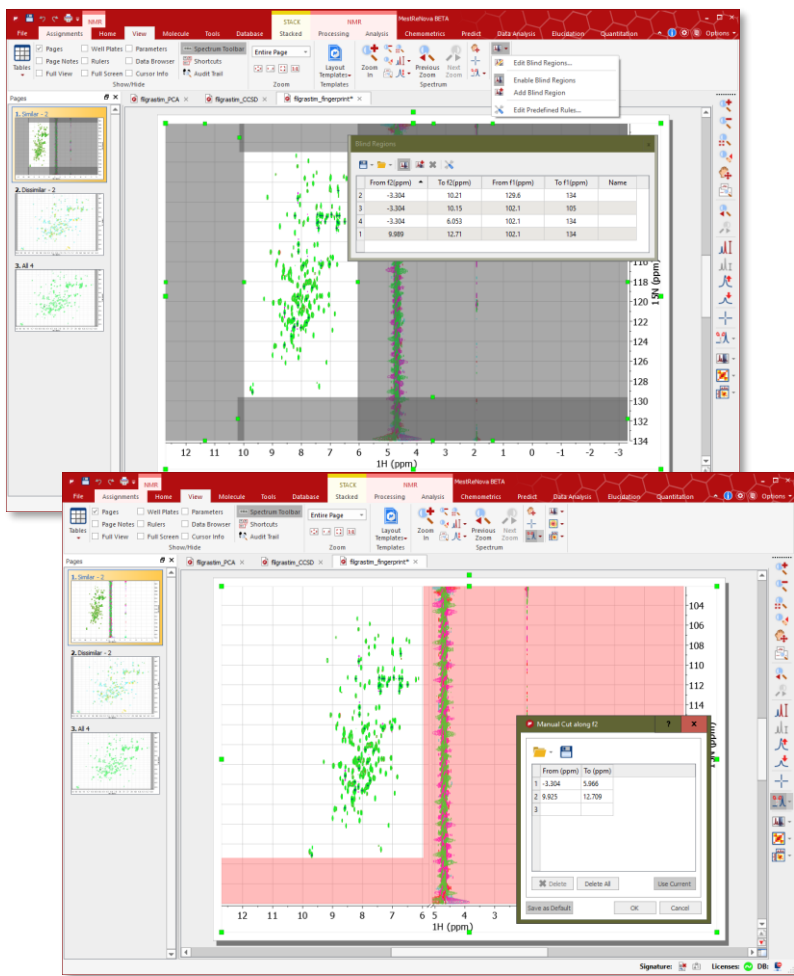 NMR
STACK
NMR
MestReNova BETA
File Assignments Home View Molecule Tools Database Stacked Processing Analysis Chemometrics Predict Data Analysis Elucidation Quantitation Options
Tables
Pages Well Plates Parameters Spectrum Toolbar
Page Notes Rulers Data Browser Shortcuts
Full View Full Screen Cursor Info Audit Trail
Show/Hide
Entire Page
Zoom
Layout Templates
Templates
Zoom In
Previous Zoom
Next Zoom
Spectrum
Edit Blind Regions...
Enable Blind Regions
Add Blind Region
Edit Predefined Rules...
Pages
filgrastim_PCA filgrastim_CCSD filgrastim_fingerprint*
1. Similar - 2
2. Dissimilar - 2
3. All 4
Blind Regions
From f2(ppm) To f2(ppm) From f1(ppm) To f1(ppm) Name
2 -3.304 10.21 129.6 134
3 -3.304 10.15 102.1 105
4 -3.304 6.053 102.1 134
1 9.989 12.71 102.1 134
116
118
120
122
124
126
128
130
132
134
15N (ppm)
12 11 10 9 8 7 6 5 4 3 2 1 0 -1 -2 -3
1H (ppm)
NMR
STACK
NMR
MestReNova BETA
File Assignments Home View Molecule Tools Database Stacked Processing Analysis Chemometrics Predict Data Analysis Elucidation Quantitation Options
Tables
Pages Well Plates Parameters Spectrum Toolbar
Page Notes Rulers Data Browser Shortcuts
Full View Full Screen Cursor Info Audit Trail
Show/Hide
Entire Page
Zoom
Layout Templates
Templates
Zoom In
Previous Zoom
Next Zoom
Spectrum
Pages
filgrastim_PCA filgrastim_CCSD filgrastim_fingerprint*
1. Similar - 2
2. Dissimilar - 2
3. All 4
104
106
108
110
112
114
Manual Cut along f2
? X
From (ppm) To (ppm)
1 -3.304 5.966
2 9.925 12.709
3
Delete Delete All Use Current
Save as Default OK Cancel
12 11 10 9 8 7 6 5 4 3
1H (ppm)
Signature: Licenses: DB: